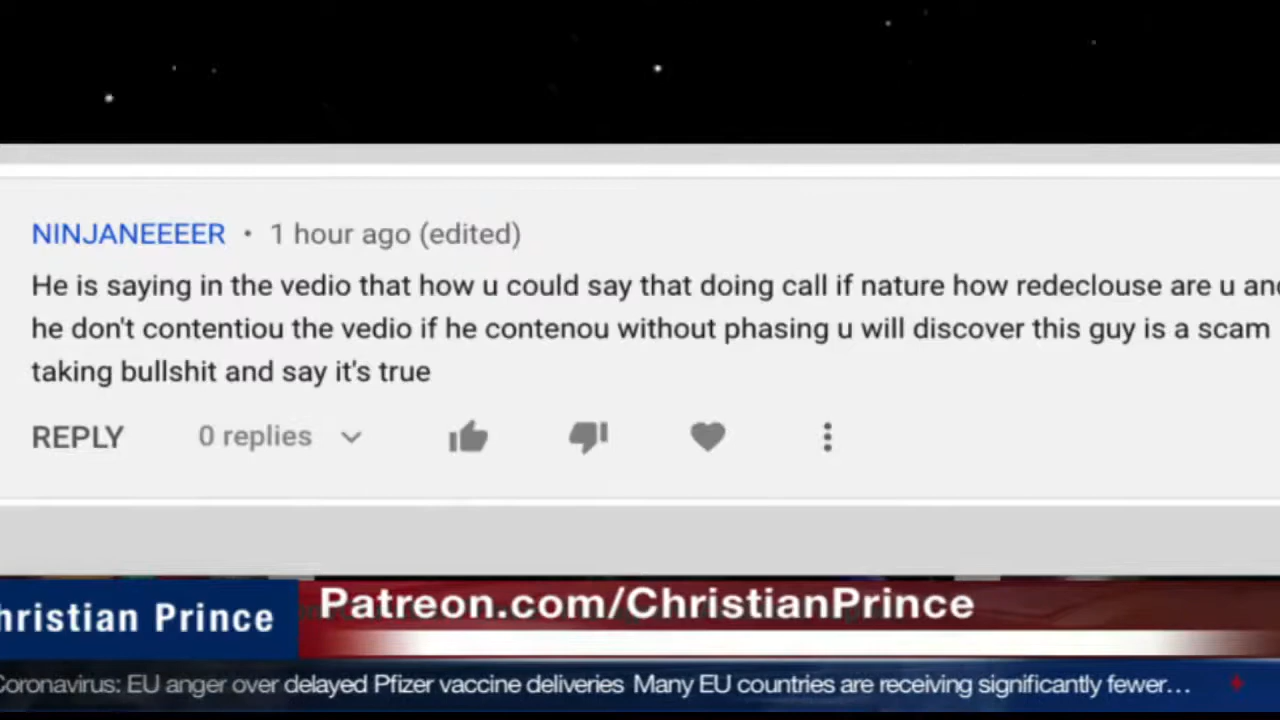 NINJANEEEER • 1 hour ago (edited)
He is saying in the vedio that how u could say that doing call if nature how redeclouse are u and
he don't contentiou the vedio if he contenou without phasing u will discover this guy is a scam
taking bullshit and say it's true
REPLY 0 replies
hristian Prince
Patreon.com/ChristianPrince
Coronavirus: EU anger over delayed Pfizer vaccine deliveries Many EU countries are receiving significantly fewer...